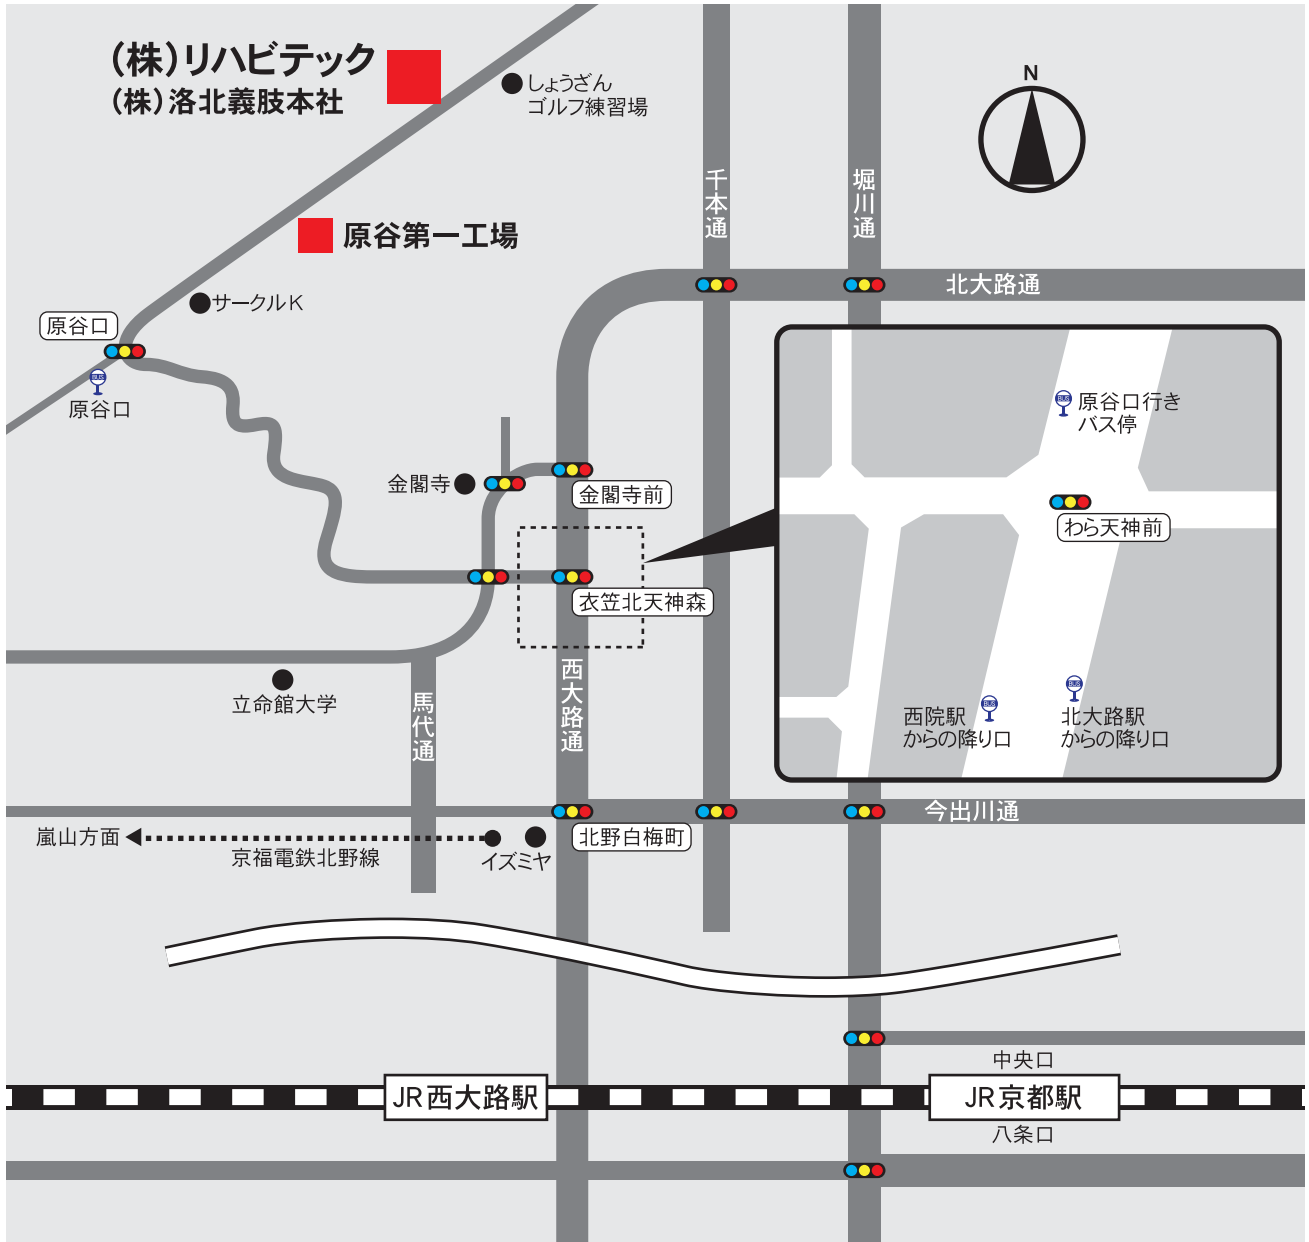 (株)リハビテック
(株)洛北義肢本社
しょうざん
ゴルフ練習場
N
千本通
堀川通
原谷第一工場
北大路通
サークルK
原谷口
BUS
原谷口
金閣寺
金閣寺前
衣笠北天神森
BUS
原谷口行き
バス停
わら天神前
BUS
西院駅
からの降り口
BUS
北大路駅
からの降り口
立命館大学
馬代通
西大路通
今出川通
嵐山方面
京福電鉄北野線
イズミヤ
北野白梅町
中央口
JR西大路駅
JR京都駅
八条口